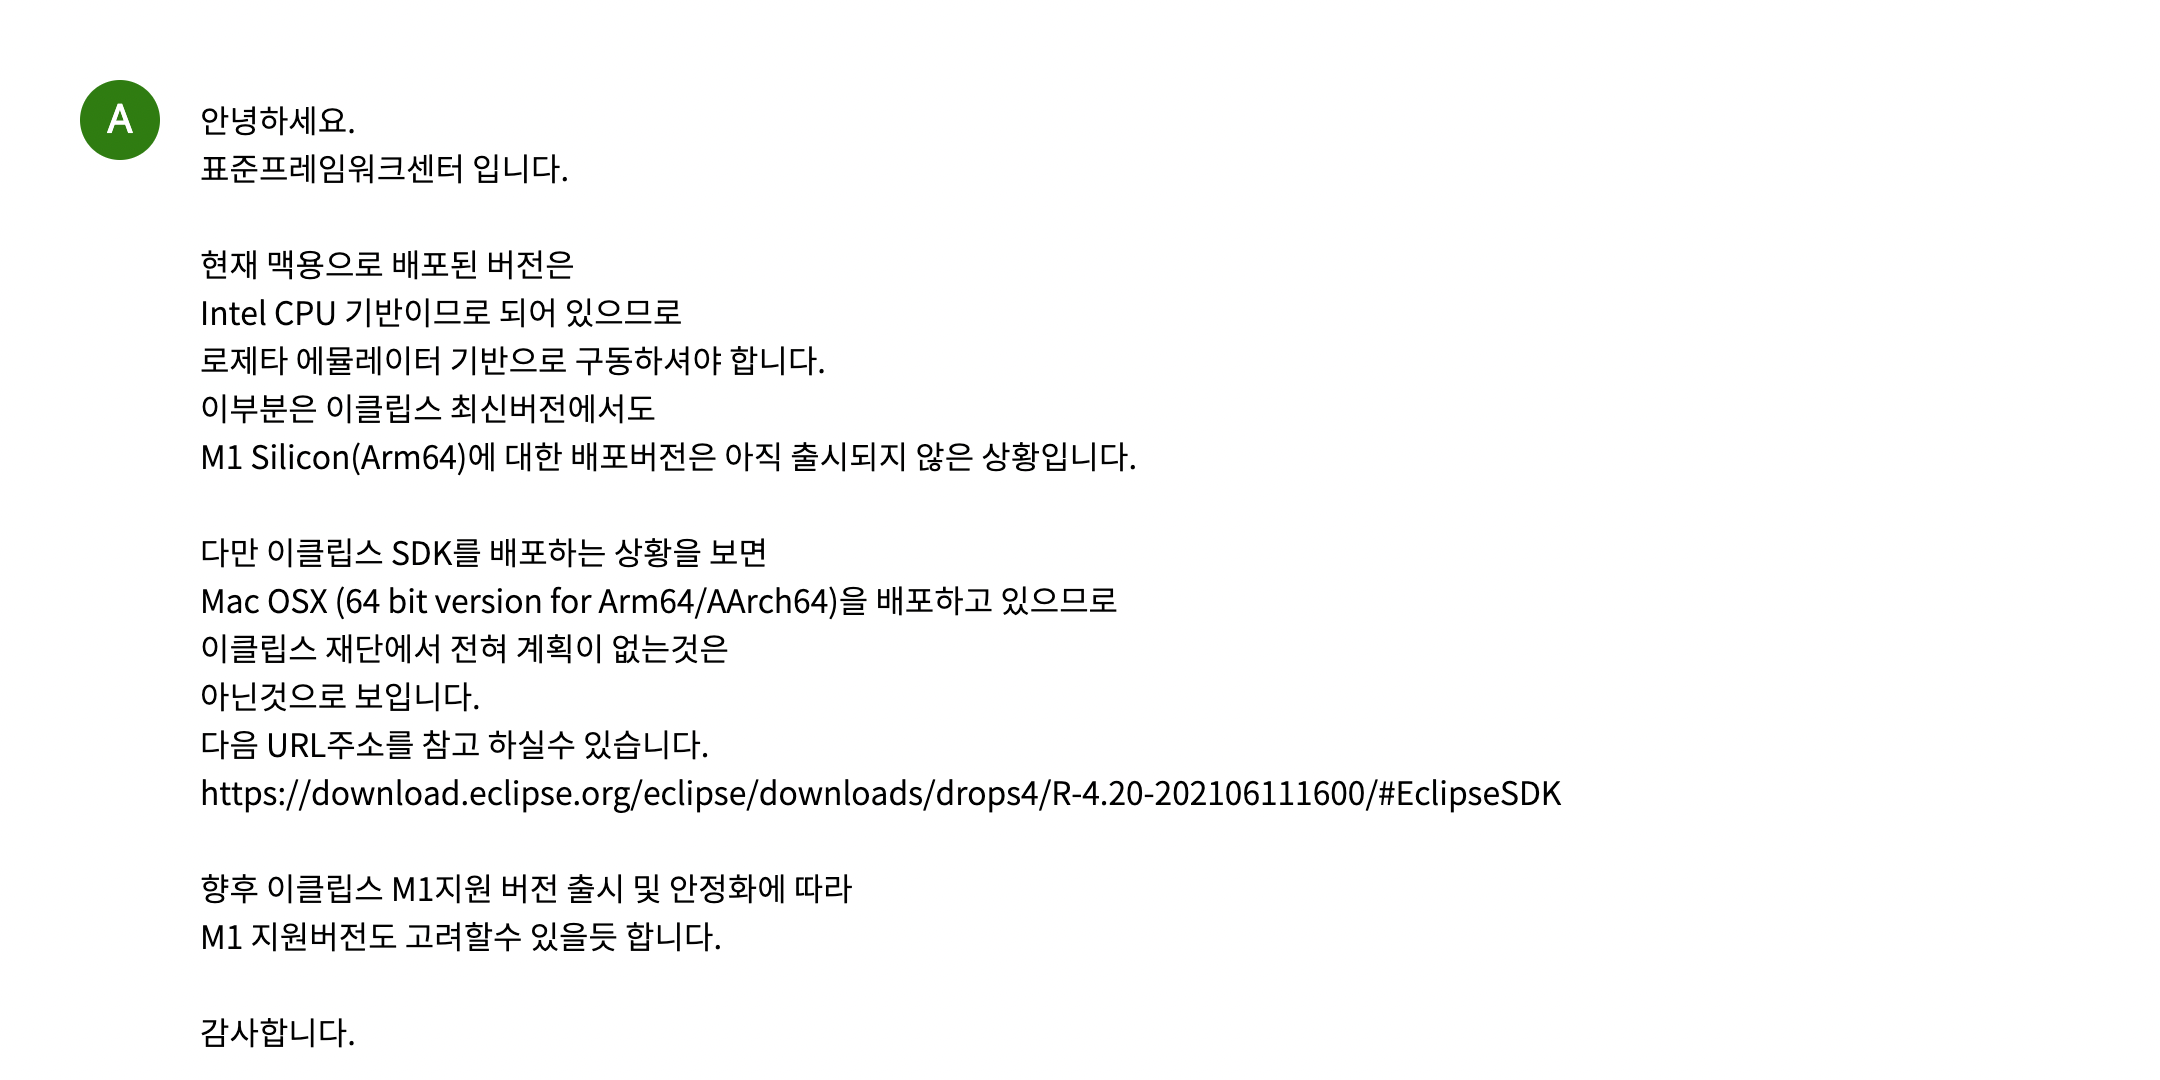 A
안녕하세요.
표준프레임워크센터 입니다.
현재 맥용으로 배포된 버전은
Intel CPU 기반이므로 되어 있으므로
로제타 에뮬레이터 기반으로 구동하셔야 합니다.
이부분은 이클립스 최신버전에서도
M1 Silicon(Arm64)에 대한 배포버전은 아직 출시되지 않은 상황입니다.
다만 이클립스 SDK를 배포하는 상황을 보면
Mac OSX (64 bit version for Arm64/AArch64)을 배포하고 있으므로
이클립스 재단에서 전혀 계획이 없는것은
아닌것으로 보입니다.
다음 URL주소를 참고 하실수 있습니다.
https://download.eclipse.org/eclipse/downloads/drops4/R-4.20-202106111600/#EclipseSDK
향후 이클립스 M1지원 버전 출시 및 안정화에 따라
M1 지원버전도 고려할수 있을듯 합니다.
감사합니다.